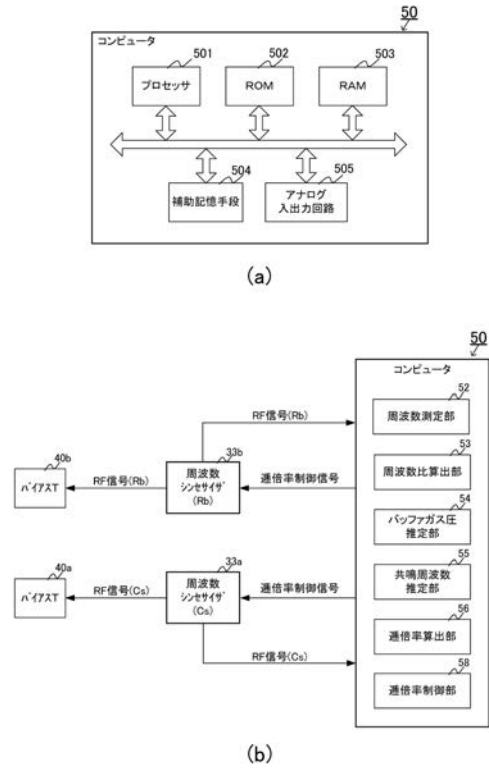 50
コンピュータ
501
502
503
プロセッサ
ROM
RAM
504
505
補助記憶手段
アナログ
入出力回路
(a)
50
コンピュータ
52
周波数測定部
RF信号(Rb)
53
周波数比算出部
40b
バイアスT
RF信号(Rb)
33b
周波数
シンセサイザ
(Rb)
逓倍率制御信号
54
バッファガス圧
推定部
55
共鳴周波数
推定部
40a
バイアスT
RF信号(Cs)
33a
周波数
シンセサイザ
(Cs)
逓倍率制御信号
56
逓倍率算出部
RF信号(Cs)
58
逓倍率制御部
(b)